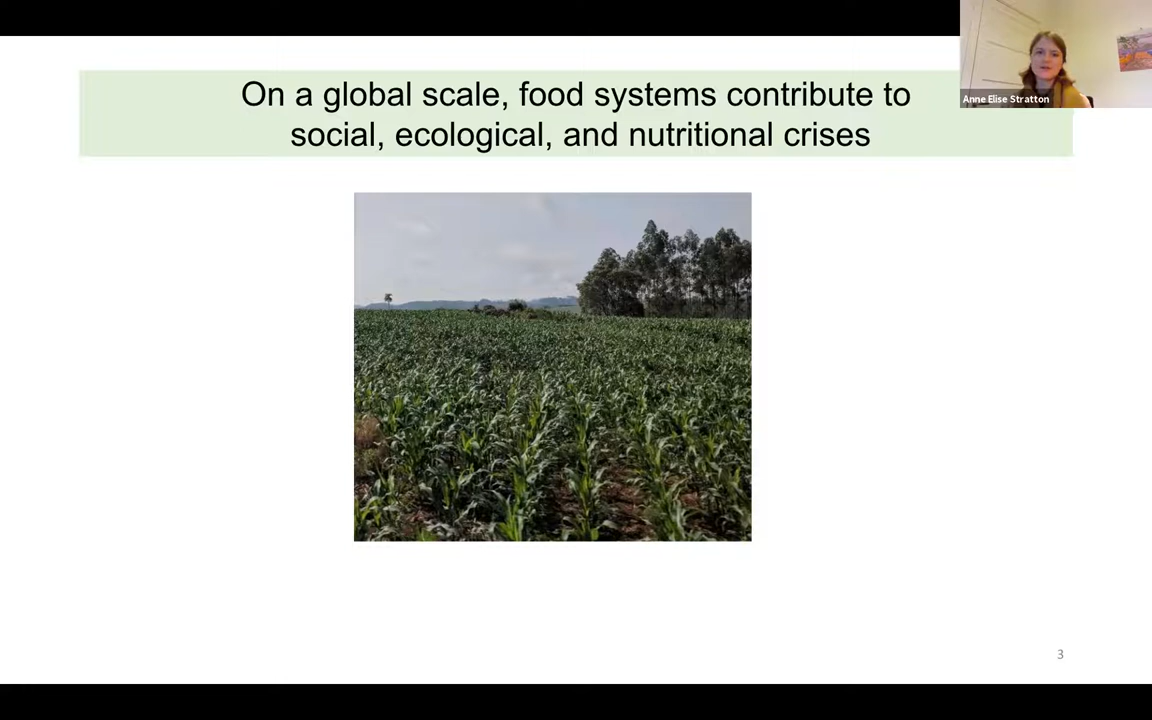 On a global scale, food systems contribute to
social, ecological, and nutritional crises
Anne Elise Stratton
3